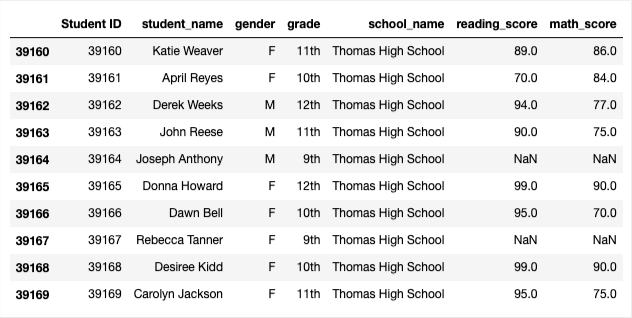 Student ID student_name gender grade school_name reading_score math_score
39160 39160 Katie Weaver F 11th Thomas High School 89.0 86.0
39161 39161 April Reyes F 10th Thomas High School 70.0 84.0
39162 39162 Derek Weeks M 12th Thomas High School 94.0 77.0
39163 39163 John Reese M 11th Thomas High School 90.0 75.0
39164 39164 Joseph Anthony M 9th Thomas High School NaN NaN
39165 39165 Donna Howard F 12th Thomas High School 99.0 90.0
39166 39166 Dawn Bell F 10th Thomas High School 95.0 70.0
39167 39167 Rebecca Tanner F 9th Thomas High School NaN NaN
39168 39168 Desiree Kidd F 10th Thomas High School 99.0 90.0
39169 39169 Carolyn Jackson F 11th Thomas High School 95.0 75.0